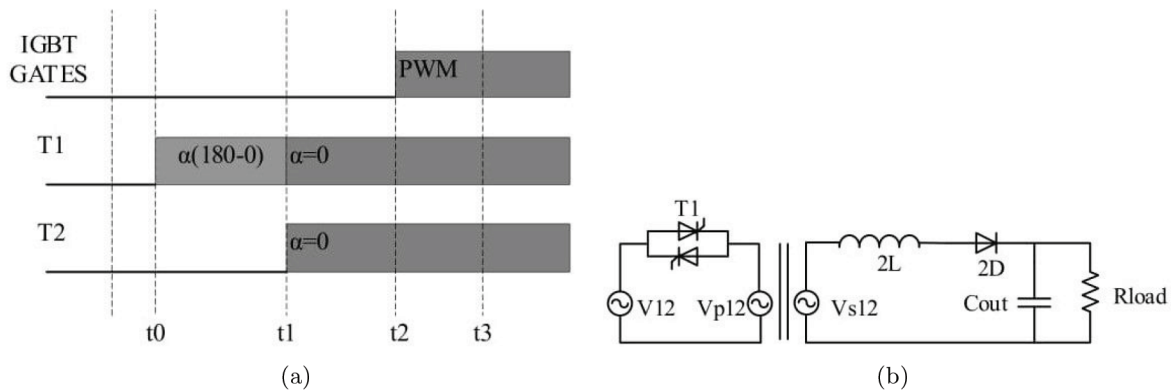 IGBT
GATES
PWM
T1
α(180-0)
α=0
T2
α=0
t0
t1
t2
t3
(a)
T1
V12
Vp12
Vs12
2L
2D
Cout
Rload
(b)